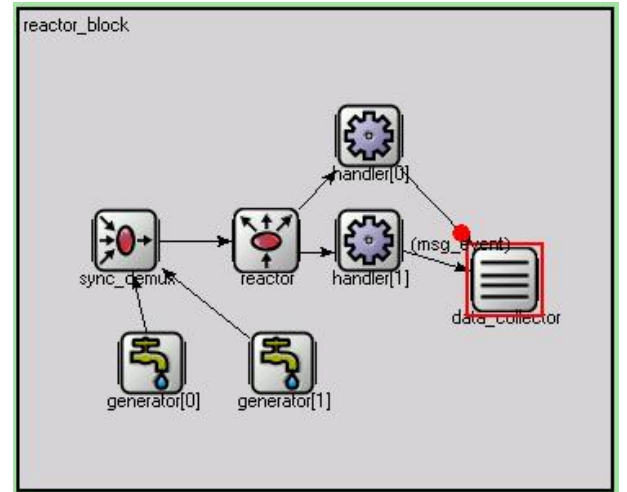 reactor_block
handler[0]
(msg_event)
sync_demux
reactor
handler[1]
data_collector
generator[0]
generator[1]